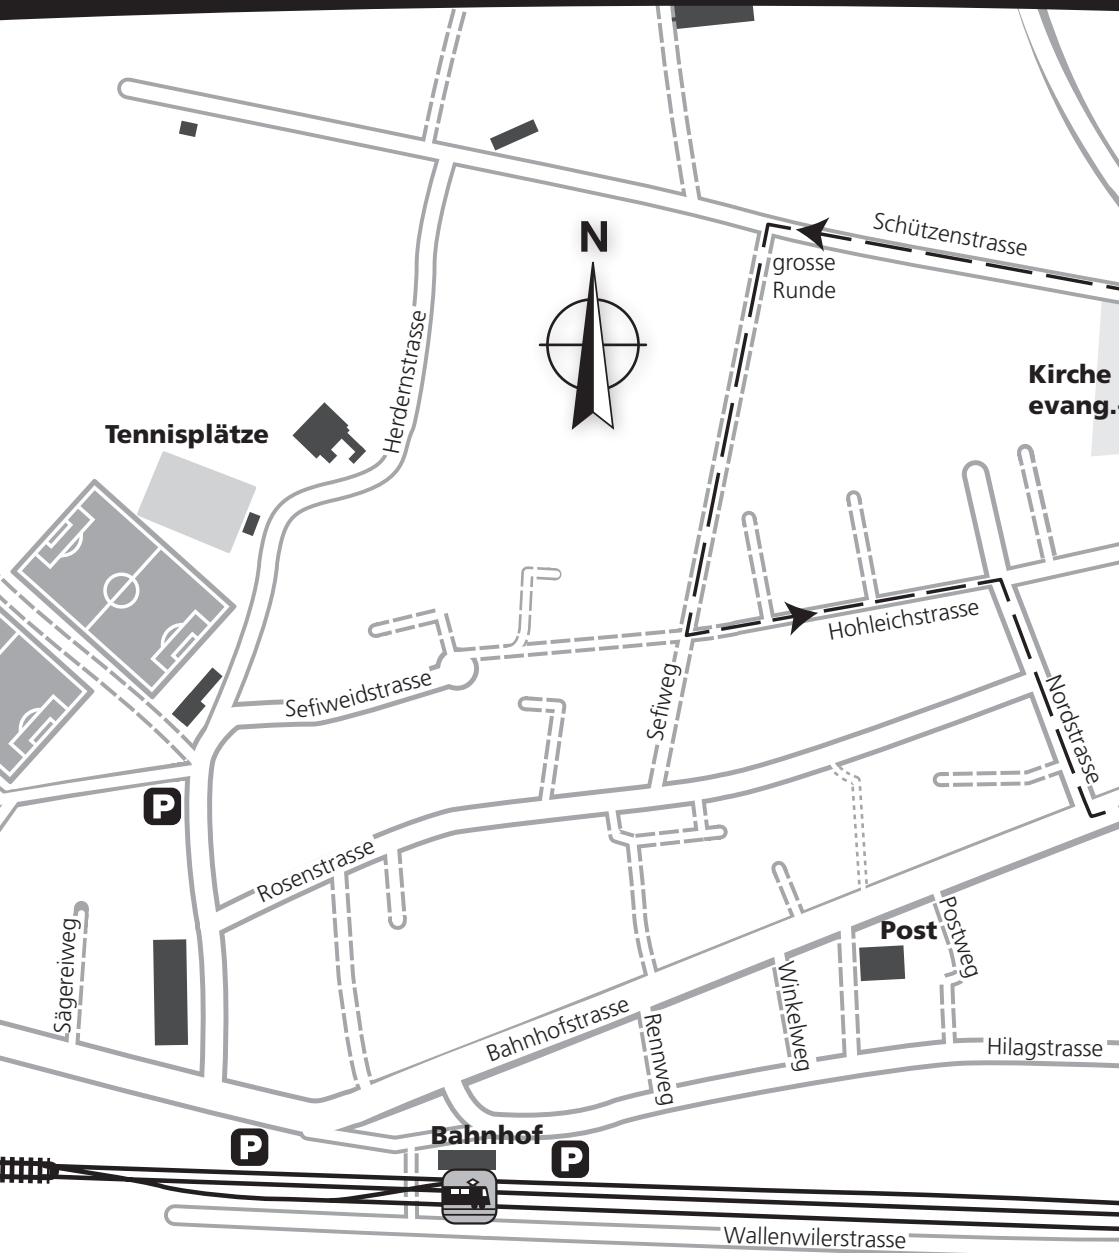 Schützenstrasse
N
grosse
Runde
Herdernstrasse
Kirche
evang.-
Tennisplätze
Hohleichstrasse
Sefiweidstrasse
Sefiweg
Nordstrasse
P
Rosenstrasse
Sägereiweg
Post
Postweg
Winkelweg
Bahnhofstrasse
Rennweg
Hilagstrasse
Bahnhof
P
P
Wallenwilerstrasse